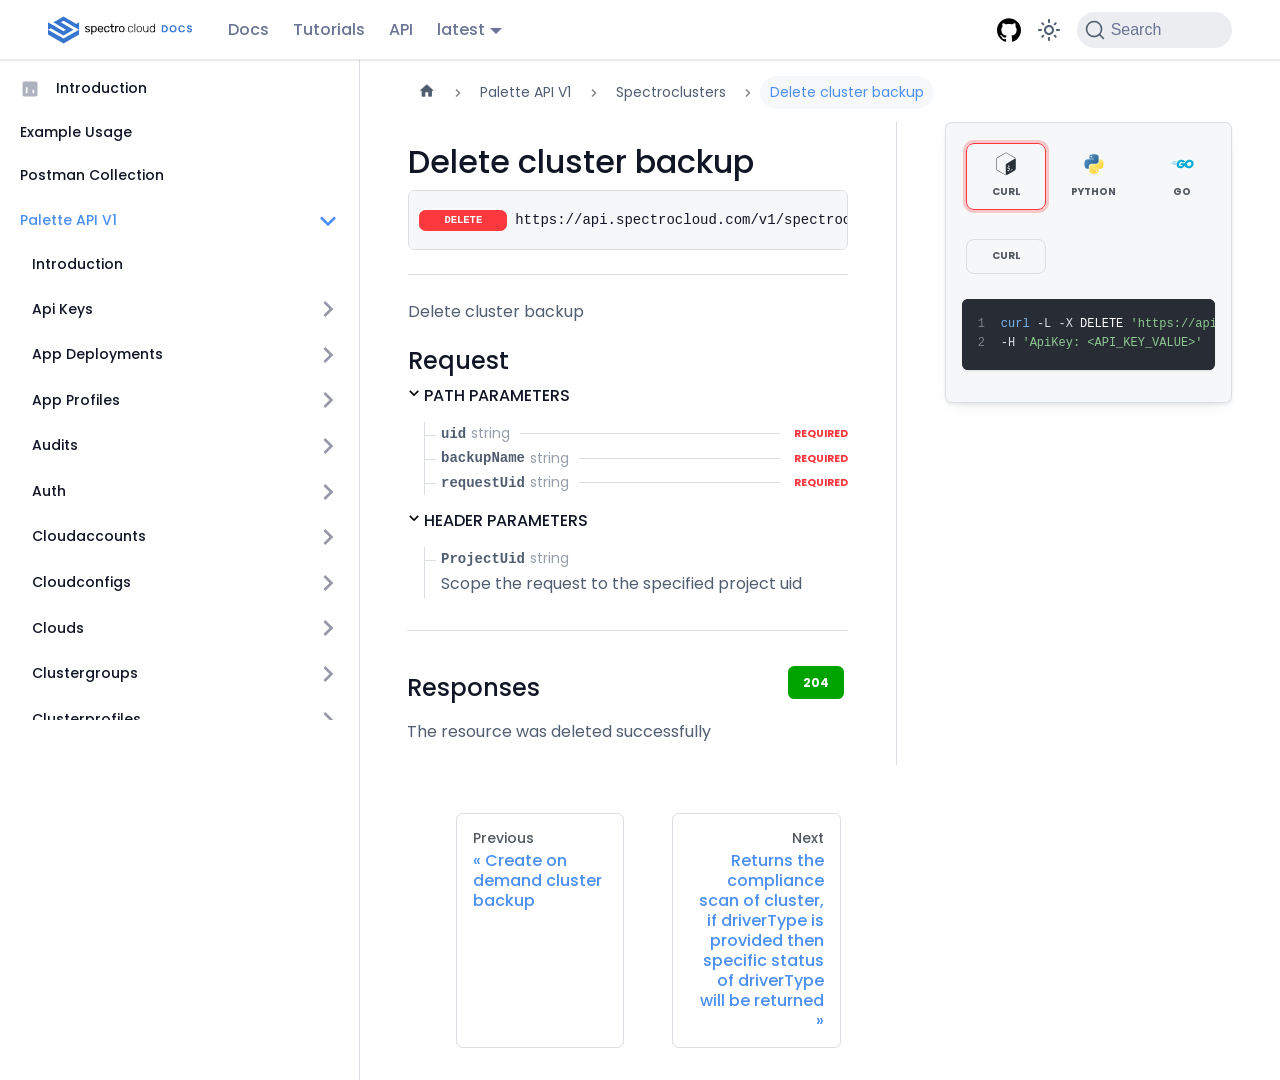 spectro cloud DOCS
Docs
Tutorials
API
latest
Search
Introduction
Example Usage
Postman Collection
Palette API V1
Introduction
Api Keys
App Deployments
App Profiles
Audits
Auth
Cloudaccounts
Cloudconfigs
Clouds
Clustergroups
Clusterprofiles
Palette API V1
Spectroclusters
Delete cluster backup
Delete cluster backup
DELETE https://api.spectrocloud.com/v1/spectroc
Delete cluster backup
Request
PATH PARAMETERS
uid string REQUIRED
backupName string REQUIRED
requestUid string REQUIRED
HEADER PARAMETERS
ProjectUid string
Scope the request to the specified project uid
Responses
204
The resource was deleted successfully
Previous
« Create on
demand cluster
backup
Next
Returns the
compliance
scan of cluster,
if driverType is
provided then
specific status
of driverType
will be returned
»
CURL
PYTHON
GO
CURL
1 curl -L -X DELETE 'https://api
2 -H 'ApiKey: <API_KEY_VALUE>'